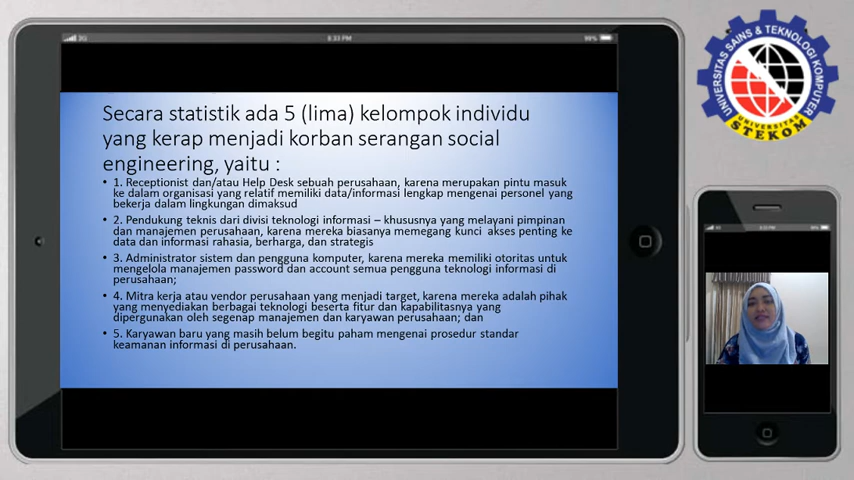 3G
8:33 PM
99%
Secara statistik ada 5 (lima) kelompok individu
yang kerap menjadi korban serangan social
engineering, yaitu :
• 1. Receptionist dan/atau Help Desk sebuah perusahaan, karena merupakan pintu masuk
ke dalam organisasi yang relatif memiliki data/informasi lengkap mengenai personel yang
bekerja dalam lingkungan dimaksud
• 2. Pendukung teknis dari divisi teknologi informasi – khususnya yang melayani pimpinan
dan manajemen perusahaan, karena mereka biasanya memegang kunci akses penting ke
data dan informasi rahasia, berharga, dan strategis
• 3. Administrator sistem dan pengguna komputer, karena mereka memiliki otoritas untuk
mengelola manajemen password dan account semua pengguna teknologi informasi di
perusahaan;
• 4. Mitra kerja atau vendor perusahaan yang menjadi target, karena mereka adalah pihak
yang menyediakan berbagai teknologi beserta fitur dan kapabilitasnya yang
dipergunakan oleh segenap manajemen dan karyawan perusahaan; dan
• 5. Karyawan baru yang masih belum begitu paham mengenai prosedur standar
keamanan informasi di perusahaan.
UNIVERSITAS SAINS & TEKNOLOGI KOMPUTER
UNIVERSITAS
STEKOM